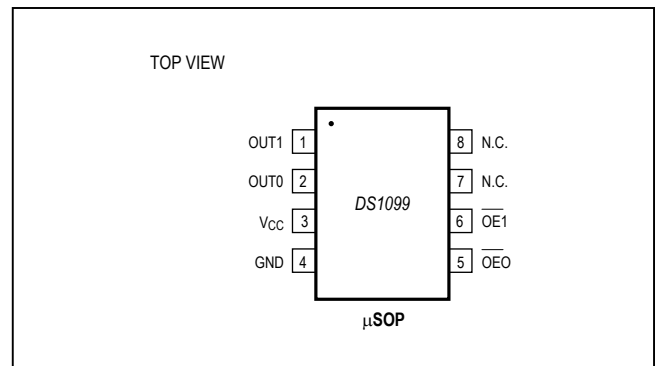 TOP VIEW
OUT1 1 8 N.C.
OUT0 2 7 N.C.
DS1099
VCC 3 6 OE1
GND 4 5 OEO
μSOP